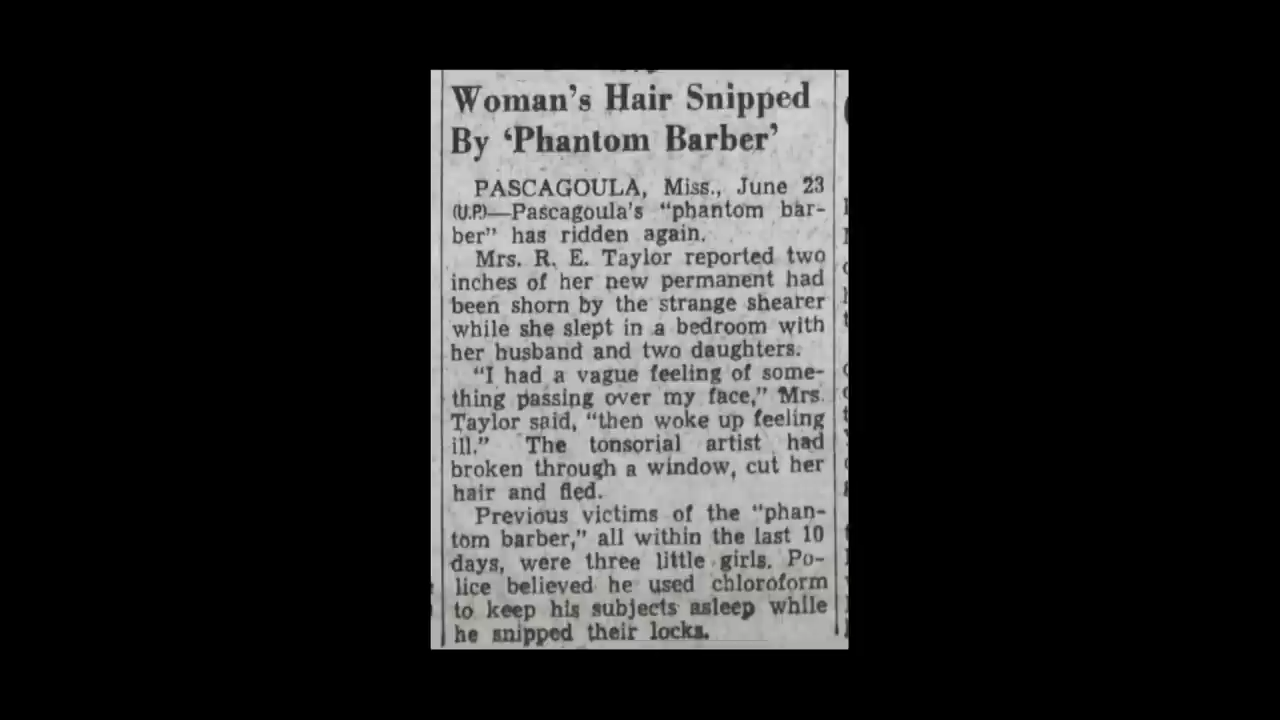 Woman's Hair Snipped
By 'Phantom Barber'
PASCAGOULA, Miss., June 23
(U.P.)—Pascagoula's "phantom bar-
ber" has ridden again.
Mrs. R. E. Taylor reported two
inches of her new permanent had
been shorn by the strange shearer
while she slept in a bedroom with
her husband and two daughters.
"I had a vague feeling of some-
thing passing over my face," Mrs.
Taylor said, "then woke up feeling
ill." The tonsorial artist had
broken through a window, cut her
hair and fled.
Previous victims of the "phan-
tom barber," all within the last 10
days, were three little girls. Po-
lice believed he used chloroform
to keep his subjects asleep while
he snipped their locks.